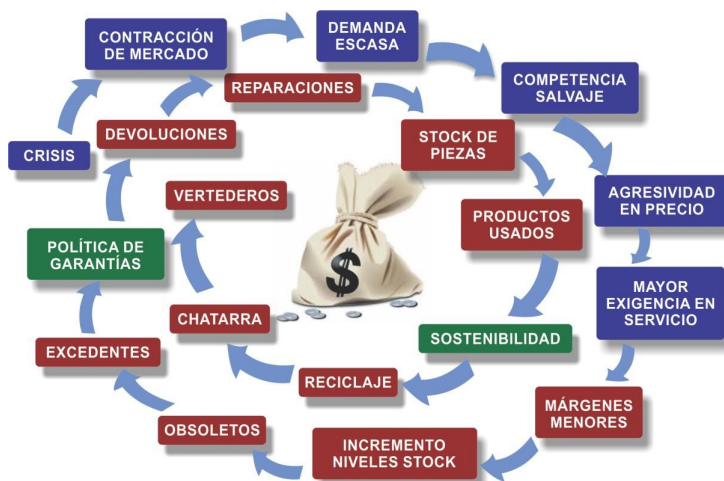 CRISIS
CONTRACCIÓN
DE MERCADO
DEMANDA
ESCASA
COMPETENCIA
SALVAJE
AGRESIVIDAD
EN PRECIO
MAYOR
EXIGENCIA EN
SERVICIO
MÁRGENES
MENORES
INCREMENTO
NIVELES STOCK
OBSOLETOS
EXCEDENTES
POLÍTICA DE
GARANTÍAS
DEVOLUCIONES
REPARACIONES
STOCK DE
PIEZAS
PRODUCTOS
USADOS
SOSTENIBILIDAD
RECICLAJE
CHATARRA
VERTEDEROS
$